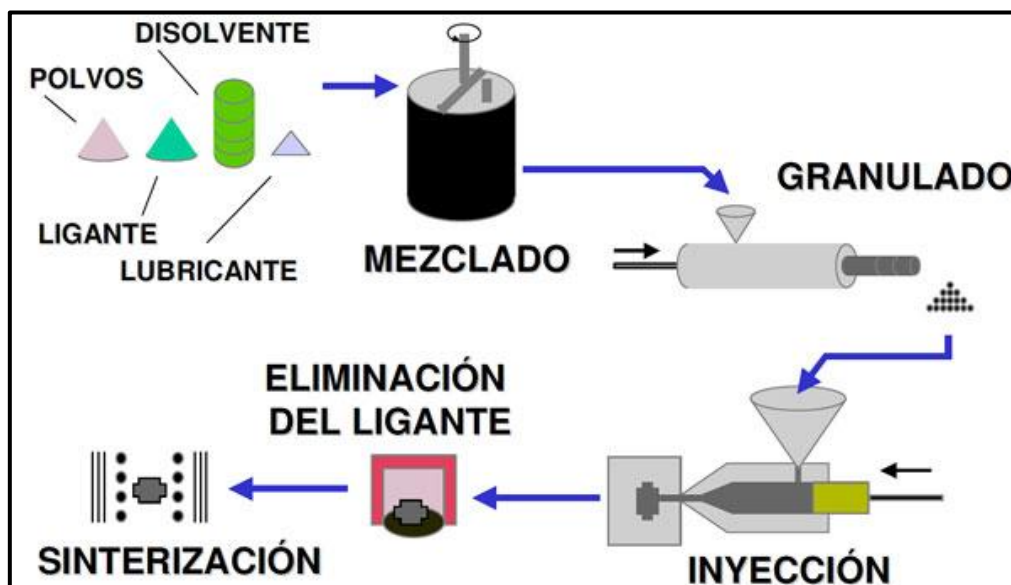 DISOLVENTE
POLVOS
LIGANTE
LUBRICANTE
MEZCLADO
GRANULADO
INYECCIÓN
ELIMINACIÓN
DEL LIGANTE
SINTERIZACIÓN